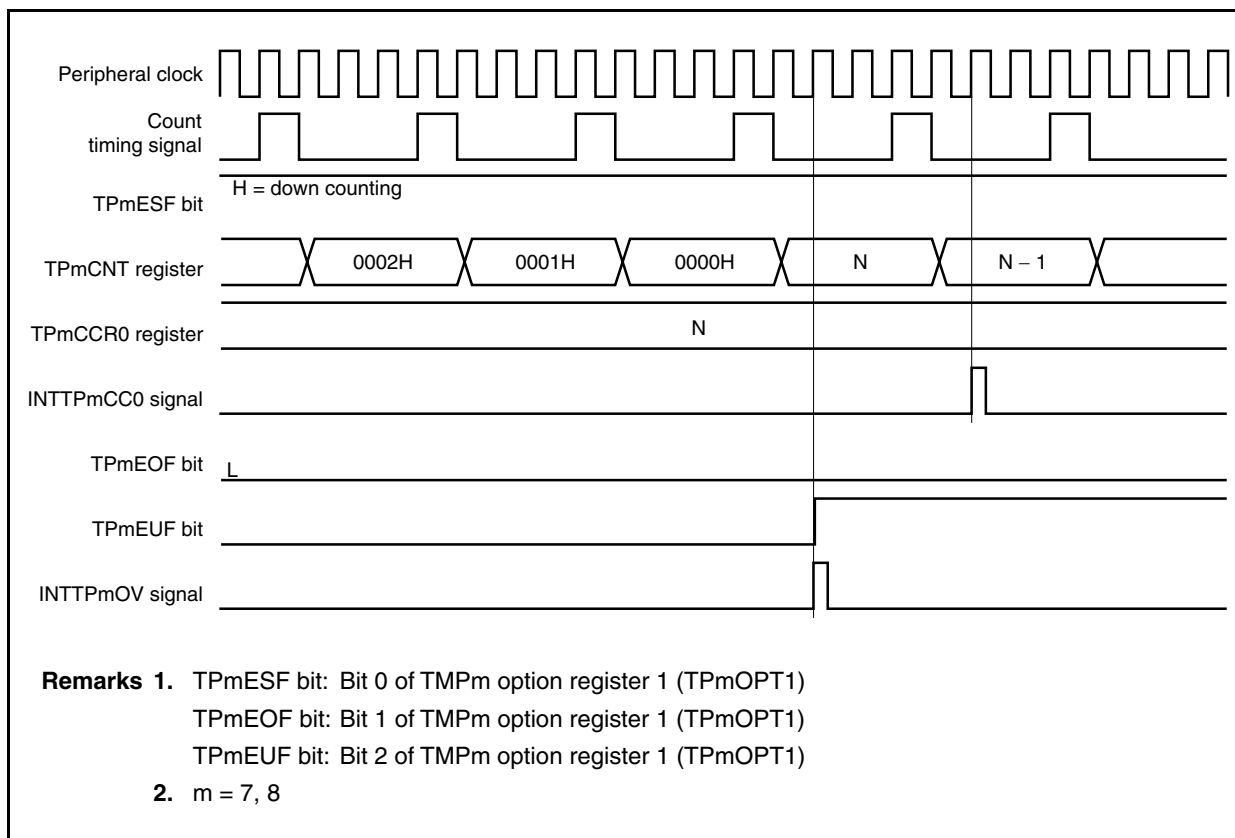 Peripheral clock
Count
timing signal
H = down counting
TPmESF bit
TPmCNT register
0002H 0001H 0000H N N – 1
TPmCCR0 register
N
INTTPmCC0 signal
TPmEOF bit
L
TPmEUF bit
INTTPmOV signal
Remarks 1. TPmESF bit: Bit 0 of TMPm option register 1 (TPmOPT1)
TPmEOF bit: Bit 1 of TMPm option register 1 (TPmOPT1)
TPmEUF bit: Bit 2 of TMPm option register 1 (TPmOPT1)
2. m = 7, 8